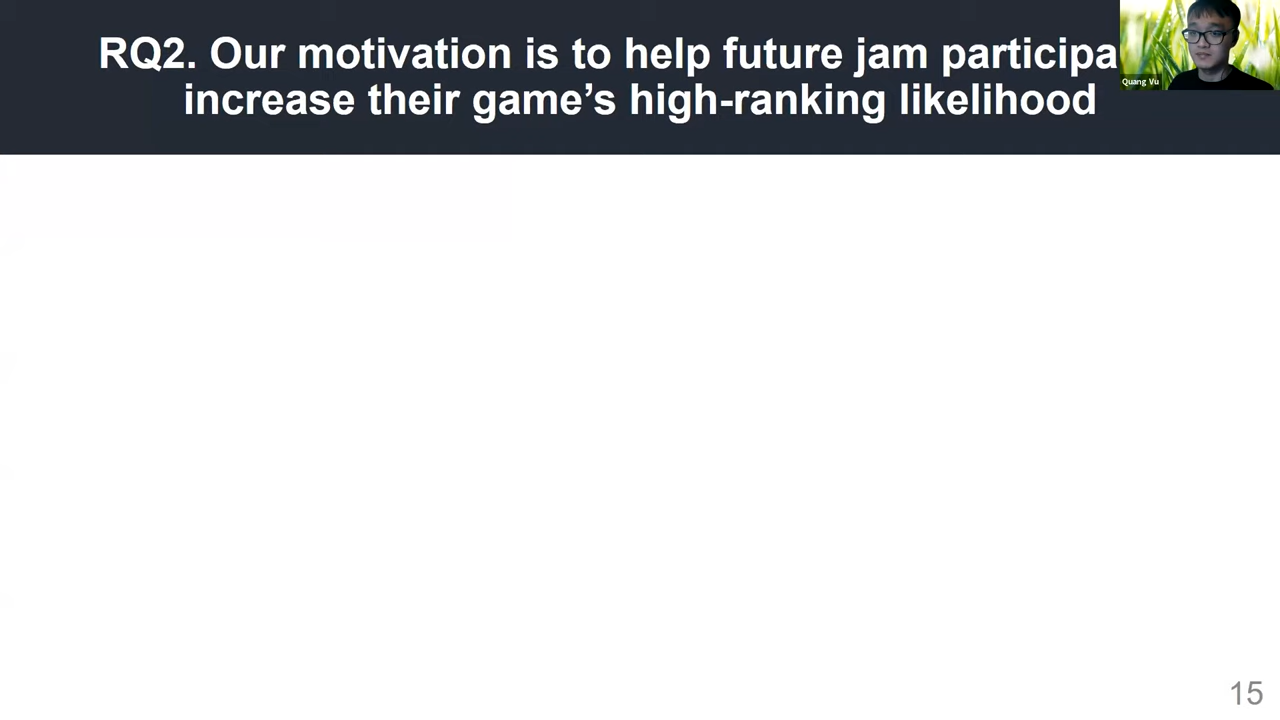 RQ2. Our motivation is to help future jam participa
increase their game's high-ranking likelihood
Quang Vu
15